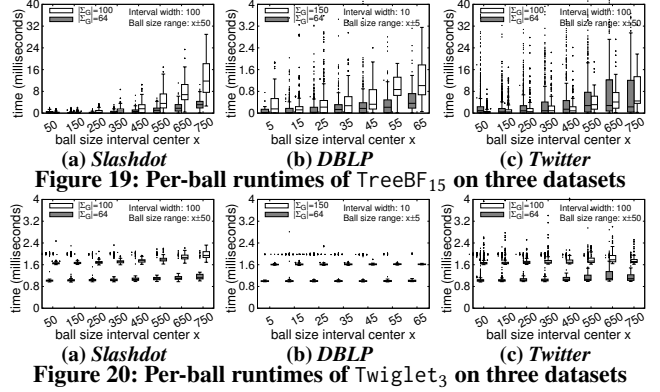 40
32
24
16
8
0
time (milliseconds)
Σ_G=100
Σ_G=64
Interval width: 100
Ball size range: x±50
50 150 250 350 450 550 650 750
ball size interval center x
(a) Slashdot
40
32
24
16
8
0
time (milliseconds)
Σ_G=150
Σ_G=64
Interval width: 10
Ball size range: x±5
5 15 25 35 45 55 65
ball size interval center x
(b) DBLP
40
32
24
16
8
0
time (milliseconds)
Σ_G=100
Σ_G=64
Interval width: 100
Ball size range: x±50
50 150 250 350 450 550 650 750
ball size interval center x
(c) Twitter
Figure 19: Per-ball runtimes of TreeBF15 on three datasets
4
3.2
2.4
1.6
0.8
0
time (milliseconds)
Σ_G=100
Σ_G=64
Interval width: 100
Ball size range: x±50
50 150 250 350 450 550 650 750
ball size interval center x
(a) Slashdot
4
3.2
2.4
1.6
0.8
0
time (milliseconds)
Σ_G=150
Σ_G=64
Interval width: 10
Ball size range: x±5
5 15 25 35 45 55 65
ball size interval center x
(b) DBLP
4
3.2
2.4
1.6
0.8
0
time (milliseconds)
Σ_G=100
Σ_G=64
Interval width: 100
Ball size range: x±50
50 150 250 350 450 550 650 750
ball size interval center x
(c) Twitter
Figure 20: Per-ball runtimes of Twiglet3 on three datasets